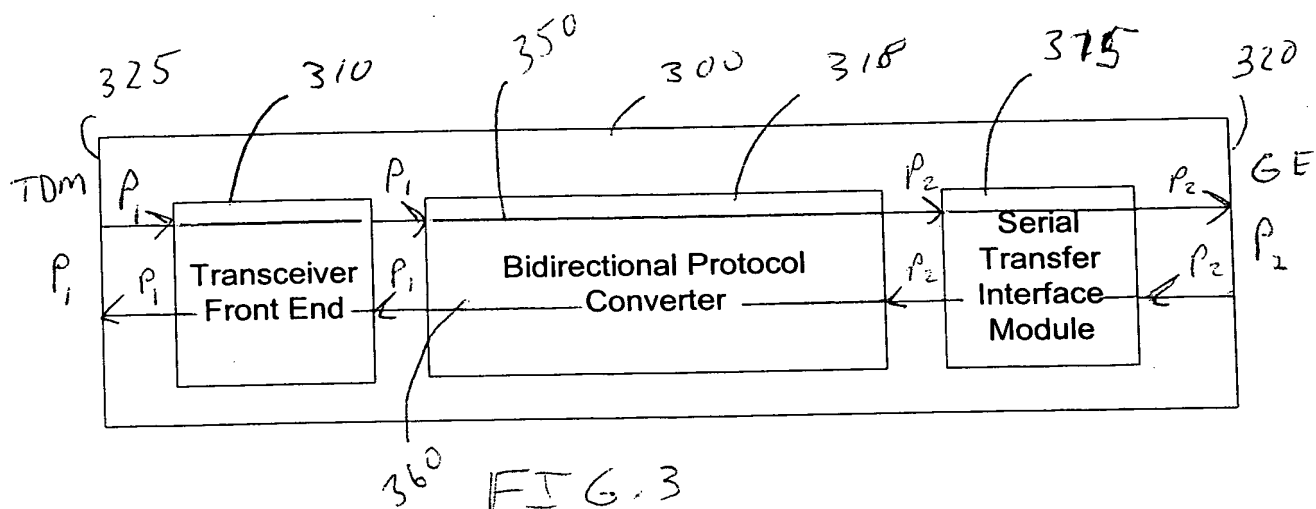 325 310 350 300 318 375 320
TDM P1 P1 P2 P2 GE
Transceiver
Front End
Bidirectional Protocol
Converter
Serial
Transfer
Interface
Module
P1 P1 P1 P2 P2 P2
360
FIG.3